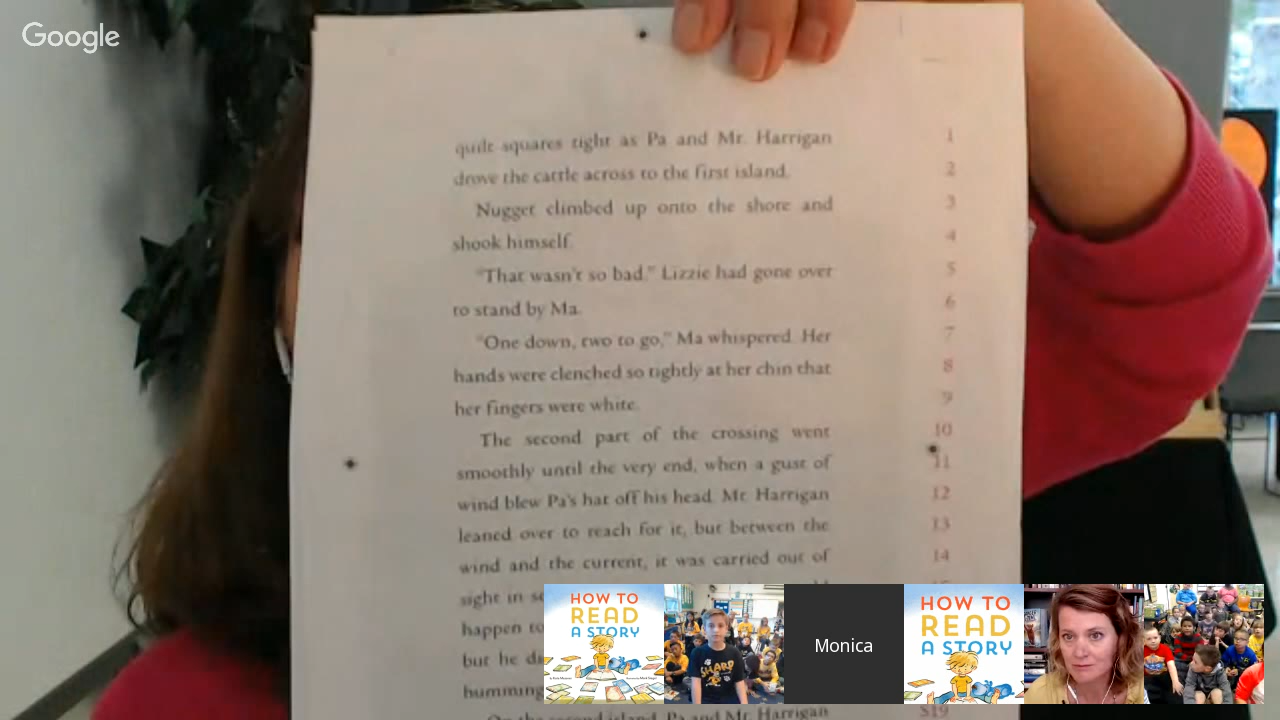 Google
quilt squares tight as Pa and Mr. Harrigan 1
drove the cattle across to the first island. 2
Nugget climbed up onto the shore and 3
shook himself. 4
"That wasn't so bad." Lizzie had gone over 5
to stand by Ma. 6
"One down, two to go," Ma whispered. Her 7
hands were clenched so tightly at her chin that 8
her fingers were white. 9
The second part of the crossing went 10
smoothly until the very end, when a gust of 11
wind blew Pa's hat off his head. Mr. Harrigan 12
leaned over to reach for it, but between the 13
wind and the current, it was carried out of 14
sight in
happen to
but he
humming
On the second island, Pa and Mr. Harrigan S19
HOW TO
READ
A STORY
SHARP
Monica
HOW TO
READ
A STORY